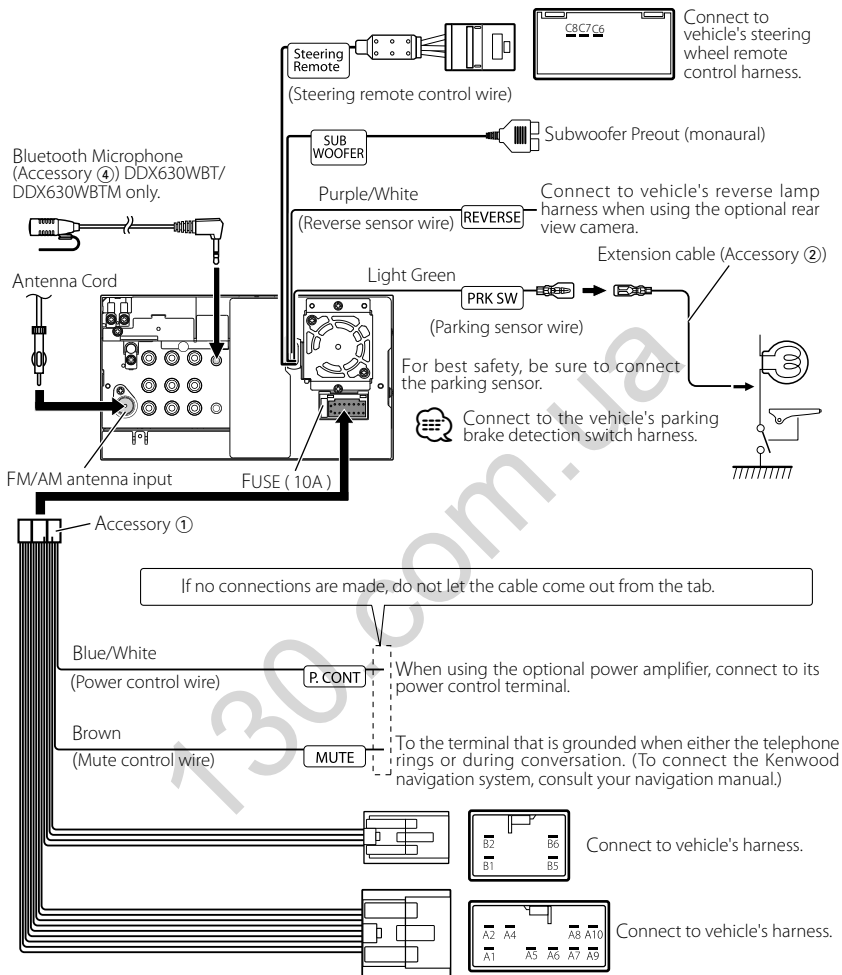 C8 C7 C6
Connect to
vehicle's steering
wheel remote
control harness.
Steering
Remote
(Steering remote control wire)
SUB
WOOFER
Subwoofer Preout (monaural)
Bluetooth Microphone
(Accessory ④) DDX630WBT/
DDX630WBTM only.
Purple/White
(Reverse sensor wire)
REVERSE
Connect to vehicle's reverse lamp
harness when using the optional rear
view camera.
Extension cable (Accessory ②)
Antenna Cord
Light Green
PRK SW
(Parking sensor wire)
For best safety, be sure to connect
the parking sensor.
Connect to the vehicle's parking
brake detection switch harness.
FM/AM antenna input
FUSE ( 10A )
Accessory ①
If no connections are made, do not let the cable come out from the tab.
Blue/White
(Power control wire)
P. CONT
When using the optional power amplifier, connect to its
power control terminal.
Brown
(Mute control wire)
MUTE
To the terminal that is grounded when either the telephone
rings or during conversation. (To connect the Kenwood
navigation system, consult your navigation manual.)
B2 B6
B1 B5
Connect to vehicle's harness.
A2 A4 A8 A10
A1 A5 A6 A7 A9
Connect to vehicle's harness.
130.com.ua